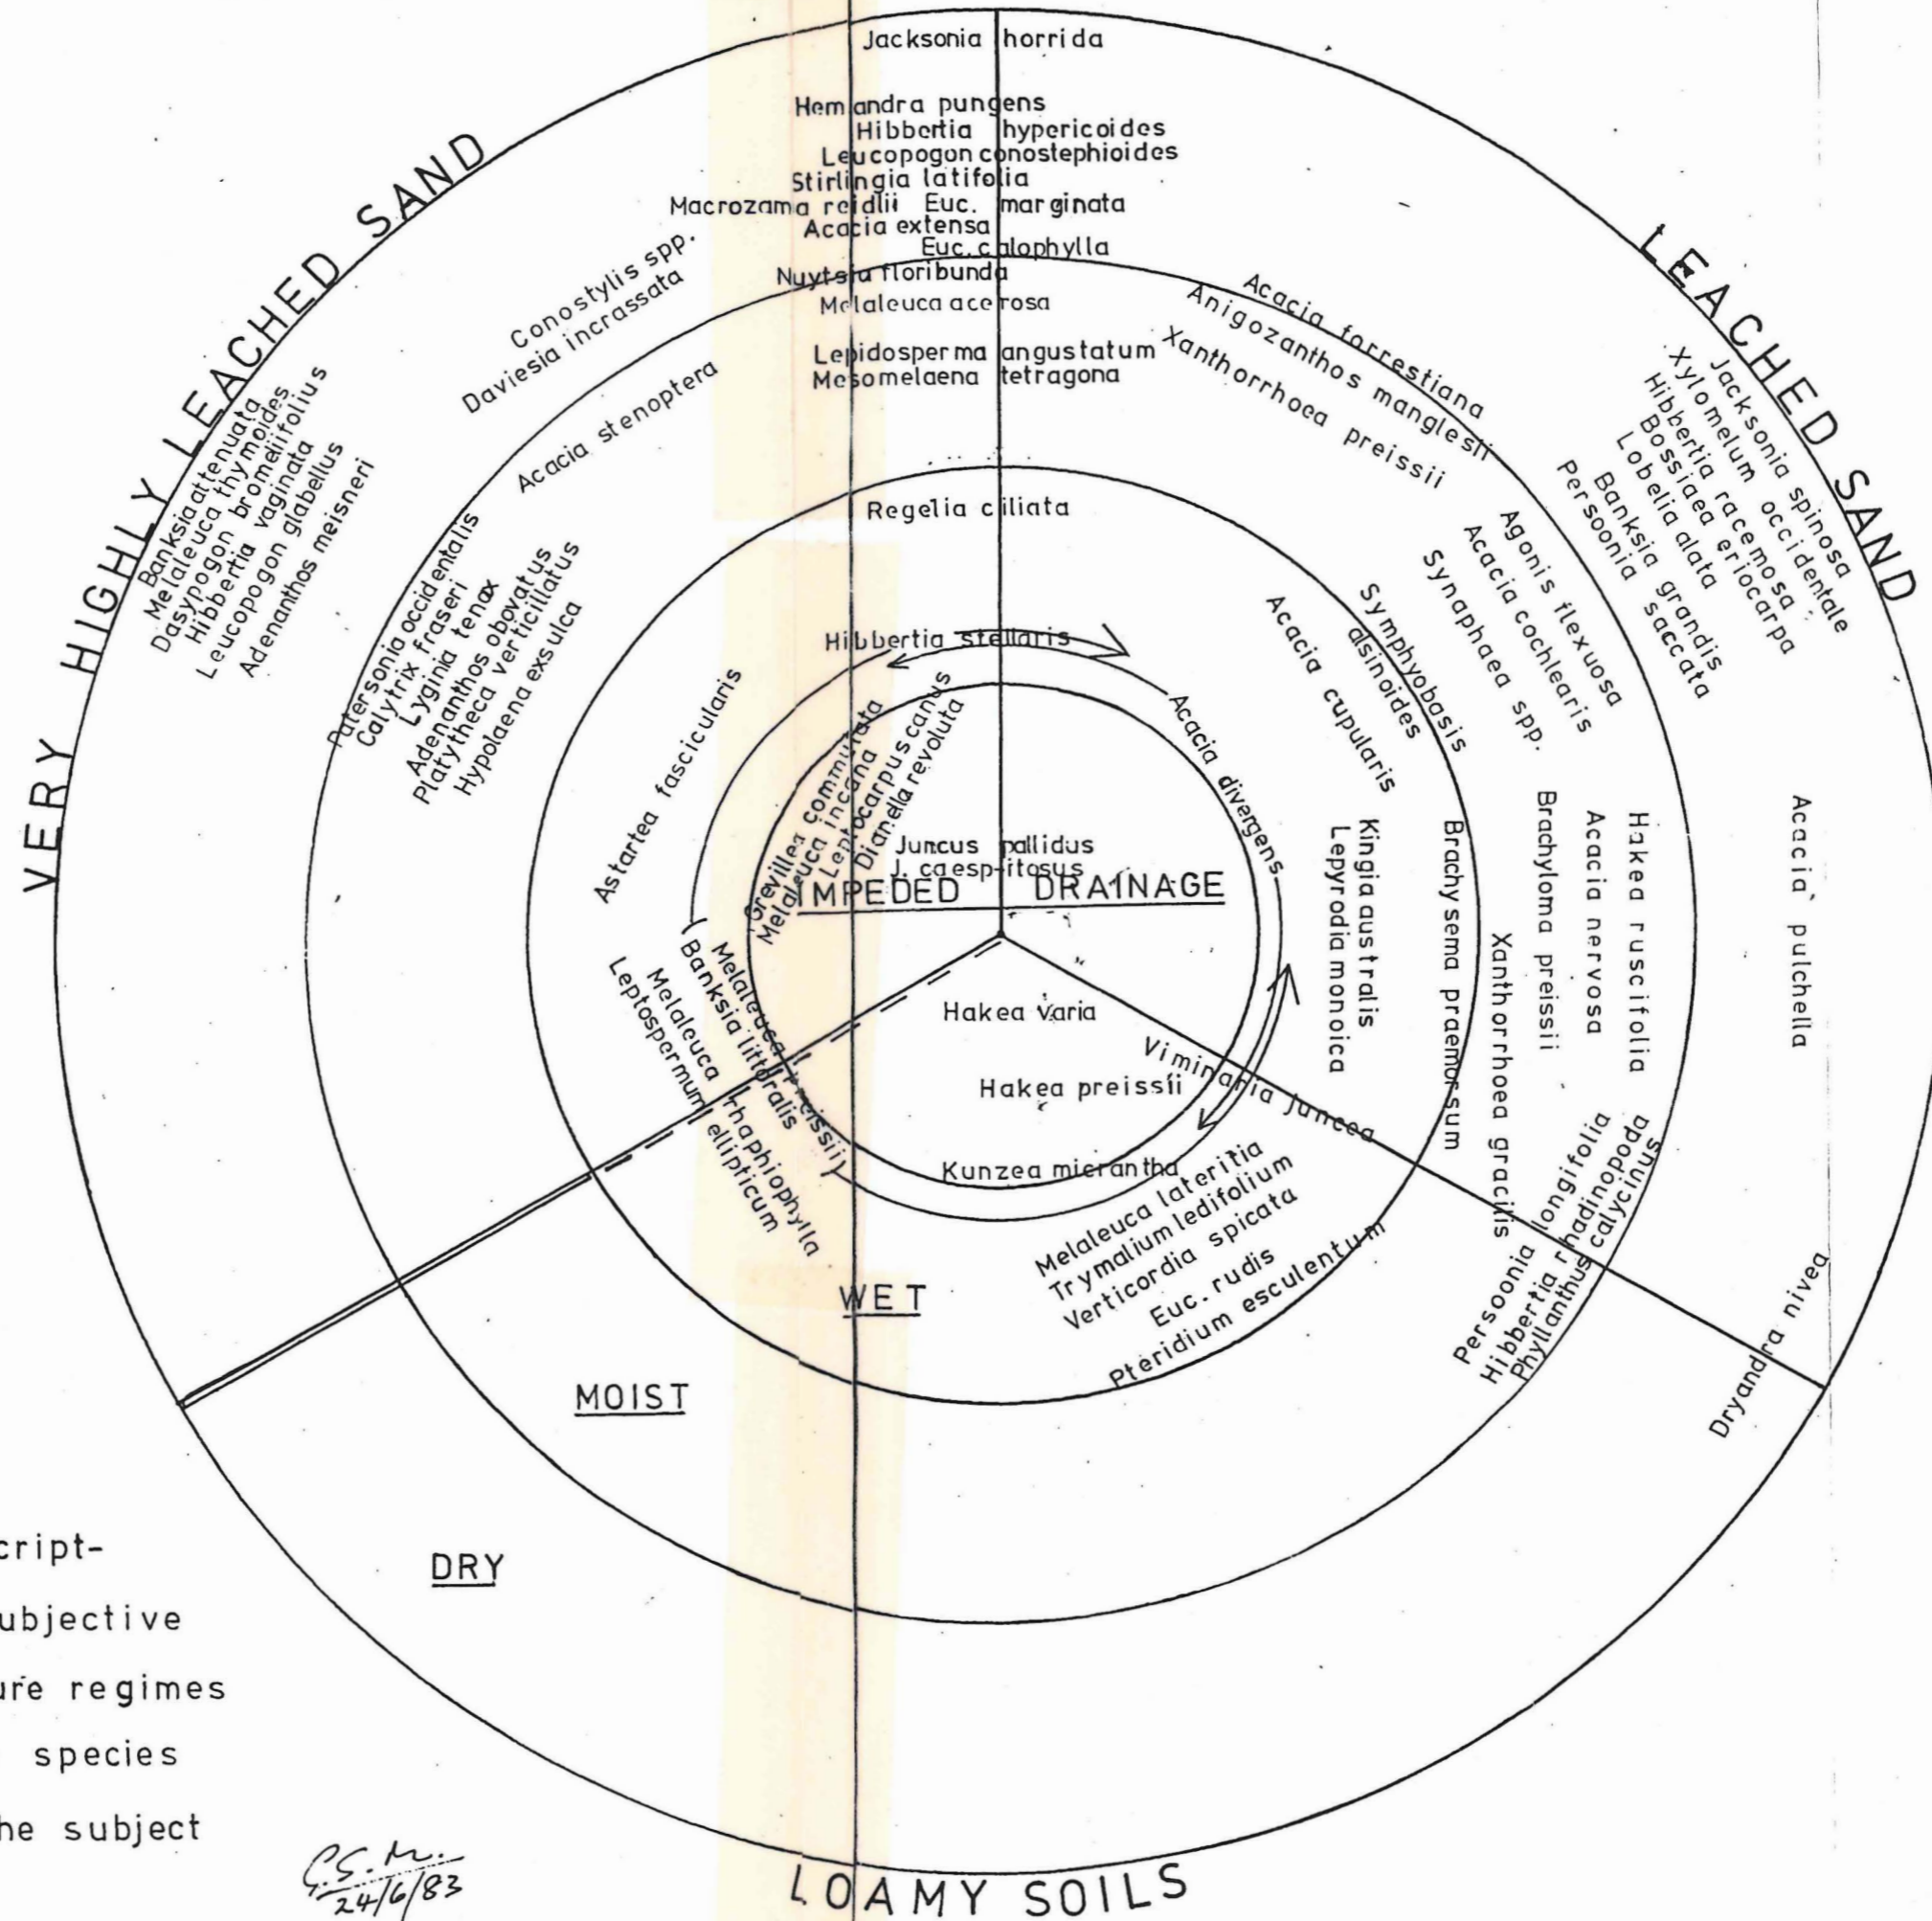 VERY HIGHLY LEACHED SAND
LEACHED SAND
LOAMY SOILS
Jacksonia horrida
Hemiandra pungens
Hibbertia hypericoides
Leucopogon conostephioides
Stirlingia latifolia
Macrozama reidlii Euc. marginata
Acacia extensa
Euc. calophylla
Nuytsia floribunda
Melaleuca acerosa
Lepidosperma angustatum
Mesomelaena tetragona
Regelia ciliata
Hibbertia stellaris
Conostylis spp.
Daviesia incrassata
Acacia stenoptera
Banksia attenuata
Melaleuca thymoides
Dasypogon bromeliifolius
Hibbertia vaginata
Leucopogon glabellus
Adenanthos meisneri
Patersonia occidentalis
Calytrix fraseri
Lyginia tenax
Adenanthos obovatus
Platytheca verticillatus
Hypolaena exsulca
Astartea fascicularis
Grevillea commutata
Melaleuca incana
Leptocarpus canus
Dianella revoluta
Juncus pallidus
J. caespitosus
IMPEDED DRAINAGE
Acacia forrestiana
Anigozanthos manglesii
Xanthorrhoea preissii
Jacksonia spinosa
Xylomelum occidentale
Hibbertia racemosa
Bossiaea eriocarpa
Lobelia alata
Banksia grandis
Persoonia saccata
Agonis flexuosa
Acacia cochlearis
Synaphaea spp.
Symphyobasis
alsinoides
Acacia cupularis
Acacia divergens
Kingia australis
Lepyrodia monoica
Brachysema praemorsum
Xanthorrhoea gracilis
Brachyloma preissii
Acacia nervosa
Hakea ruscifolia
Acacia pulchella
Melaleuca preissii
Banksia littoralis
Melaleuca rhaphiophylla
Leptospermum ellipticum
Hakea varia
Hakea preissii
Viminaria juncea
Kunzea micrantha
Melaleuca lateritia
Trymalium ledifolium
Verticordia spicata
Euc. rudis
Pteridium esculentum
Persoonia longifolia
Hibbertia rhadinopoda
Phyllanthus calycinus
Dryandra nivea
WET
MOIST
DRY
cript-
ubjective
ure regimes
species
he subject
G.S.M.
24/6/83